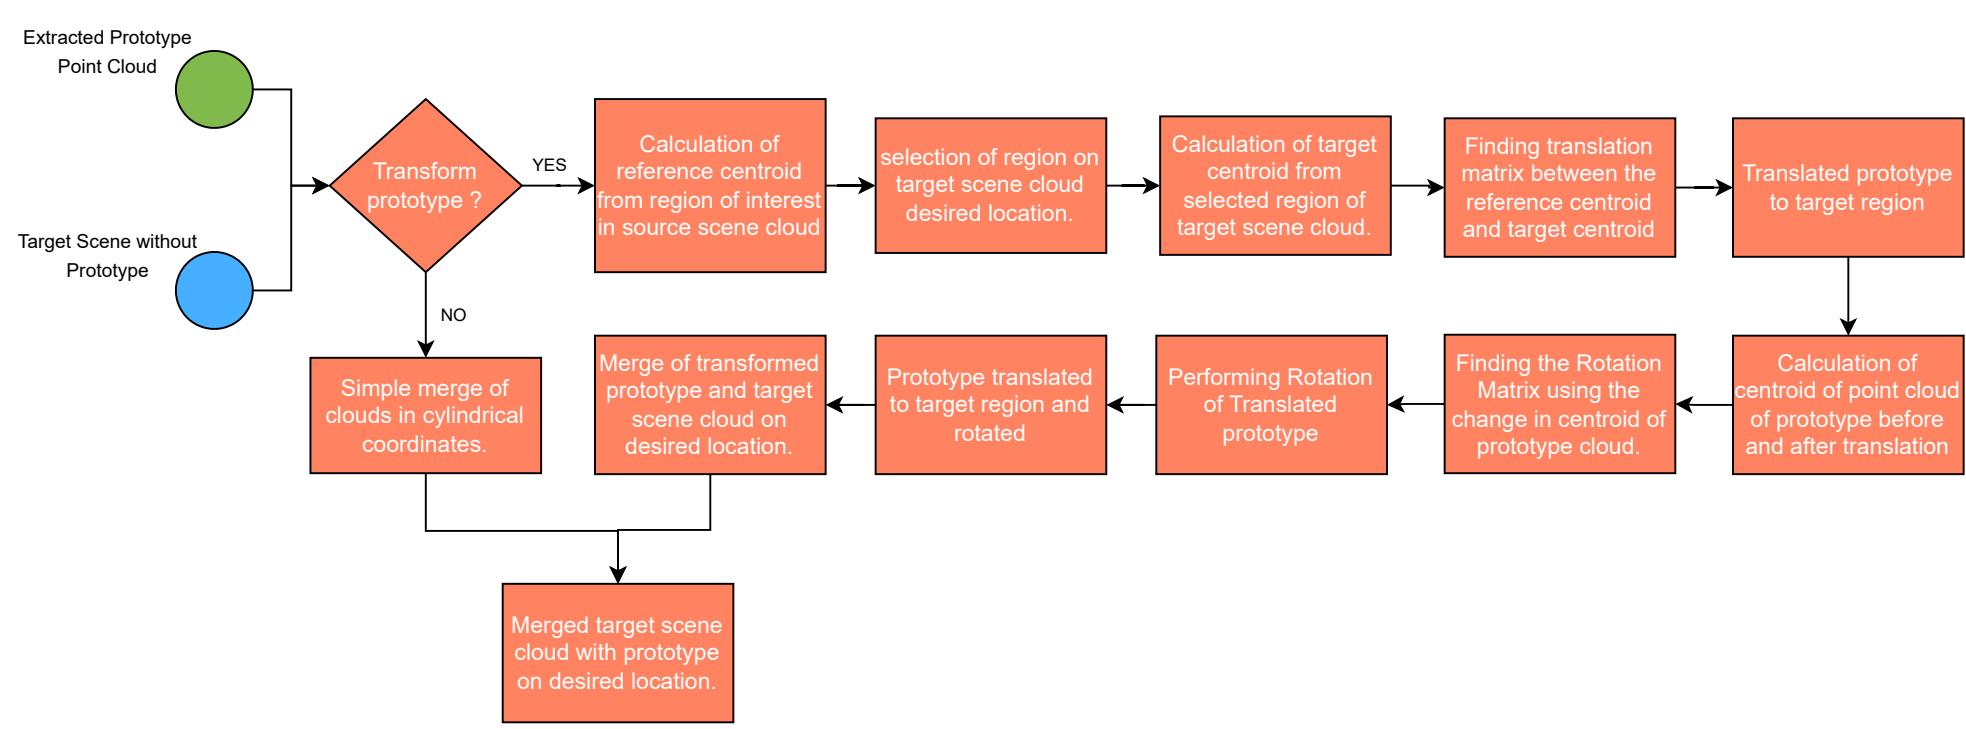 Extracted Prototype
Point Cloud
Target Scene without
Prototype
Transform
prototype ?
YES
NO
Calculation of
reference centroid
from region of interest
in source scene cloud
selection of region on
target scene cloud
desired location.
Calculation of target
centroid from
selected region of
target scene cloud.
Finding translation
matrix between the
reference centroid
and target centroid
Translated prototype
to target region
Calculation of
centroid of point cloud
of prototype before
and after translation
Finding the Rotation
Matrix using the
change in centroid of
prototype cloud.
Performing Rotation
of Translated
prototype
Prototype translated
to target region and
rotated
Merge of transformed
prototype and target
scene cloud on
desired location.
Simple merge of
clouds in cylindrical
coordinates.
Merged target scene
cloud with prototype
on desired location.